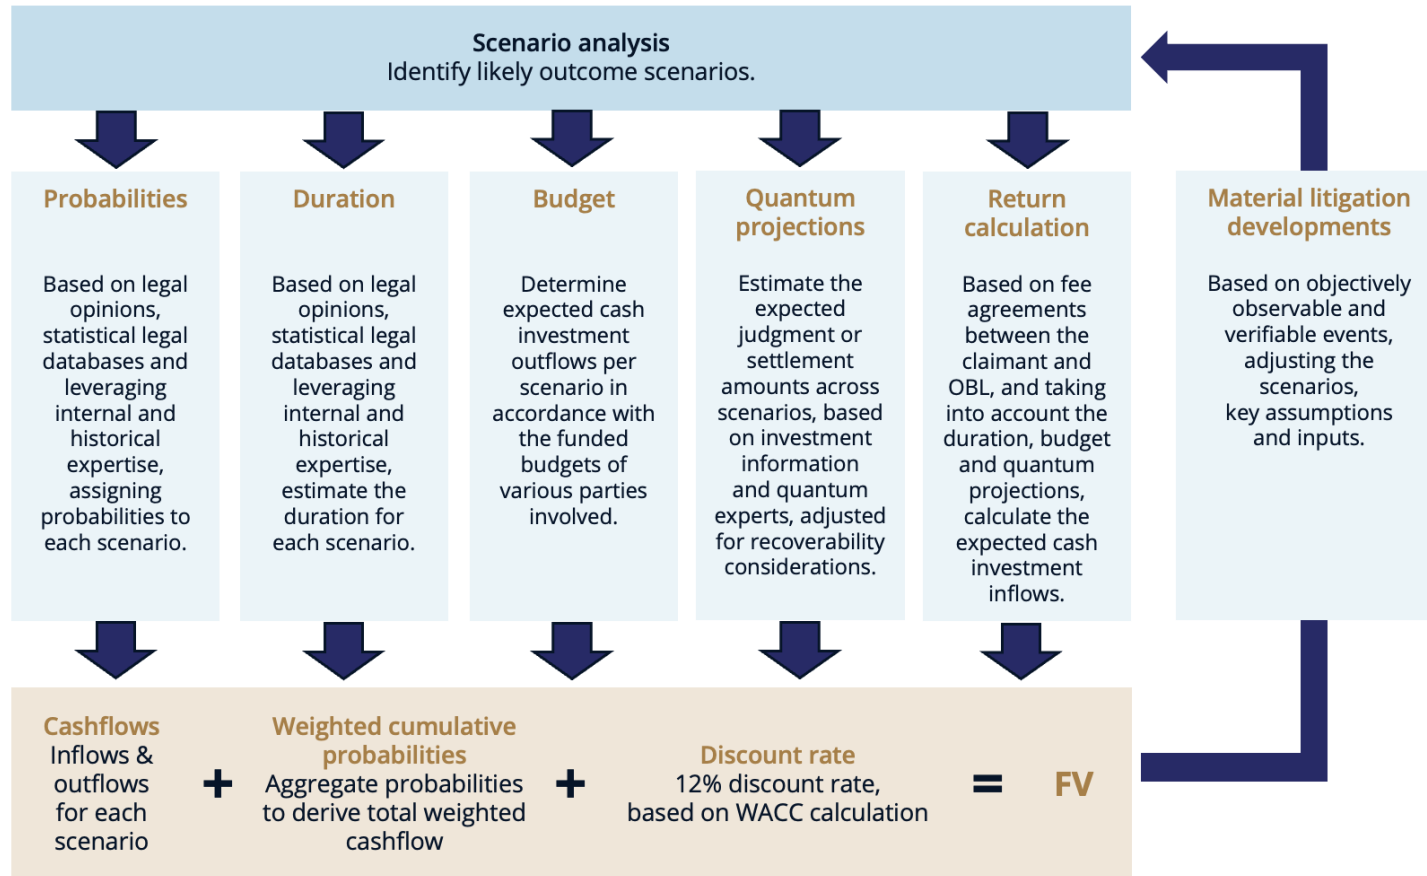 Scenario analysis
Identify likely outcome scenarios.
Probabilities
Based on legal
opinions,
statistical legal
databases and
leveraging
internal and
historical
expertise,
assigning
probabilities to
each scenario.
Duration
Based on legal
opinions,
statistical legal
databases and
leveraging
internal and
historical
expertise,
estimate the
duration for
each scenario.
Budget
Determine
expected cash
investment
outflows per
scenario in
accordance with
the funded
budgets of
various parties
involved.
Quantum
projections
Estimate the
expected
judgment or
settlement
amounts across
scenarios, based
on investment
information
and quantum
experts, adjusted
for recoverability
considerations.
Return
calculation
Based on fee
agreements
between the
claimant and
OBL, and taking
into account the
duration, budget
and quantum
projections,
calculate the
expected cash
investment
inflows.
Material litigation
developments
Based on objectively
observable and
verifiable events,
adjusting the
scenarios,
key assumptions
and inputs.
Cashflows
Inflows &
outflows
for each
scenario
+
Weighted cumulative
probabilities
Aggregate probabilities
to derive total weighted
cashflow
+
Discount rate
12% discount rate,
based on WACC calculation
=
FV